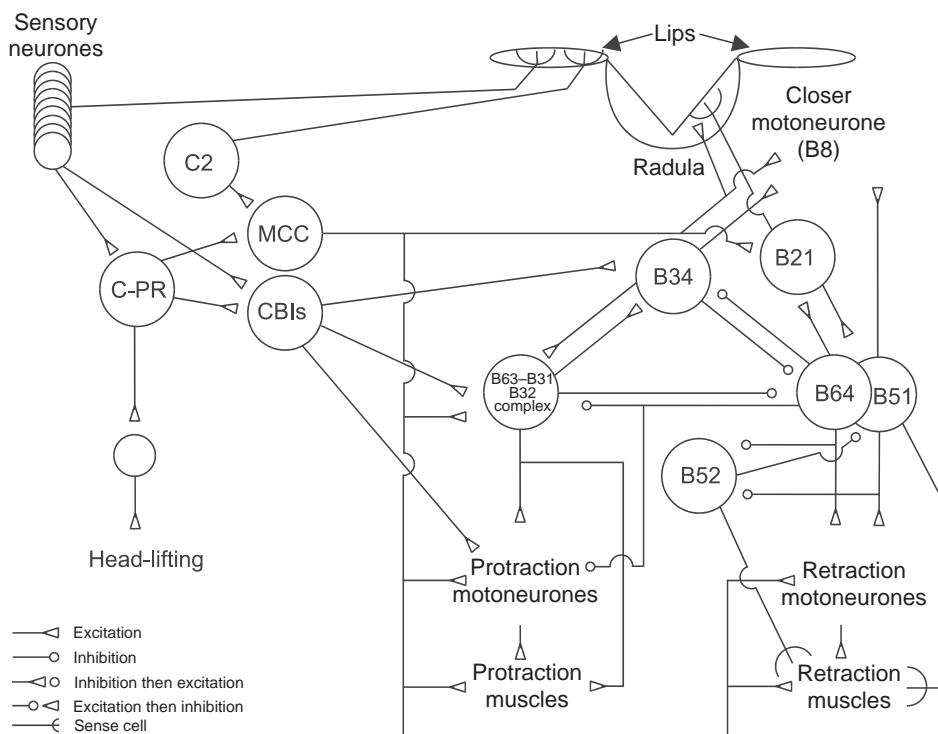 Sensory
neurones
Lips
Closer
motoneurone
(B8)
Radula
C2
MCC
C-PR
CBIs
B34
B21
B63–B31
B32
complex
B64
B51
B52
Head-lifting
Protraction
motoneurones
Retraction
motoneurones
Protraction
muscles
Retraction
muscles
Excitation
Inhibition
Inhibition then excitation
Excitation then inhibition
Sense cell